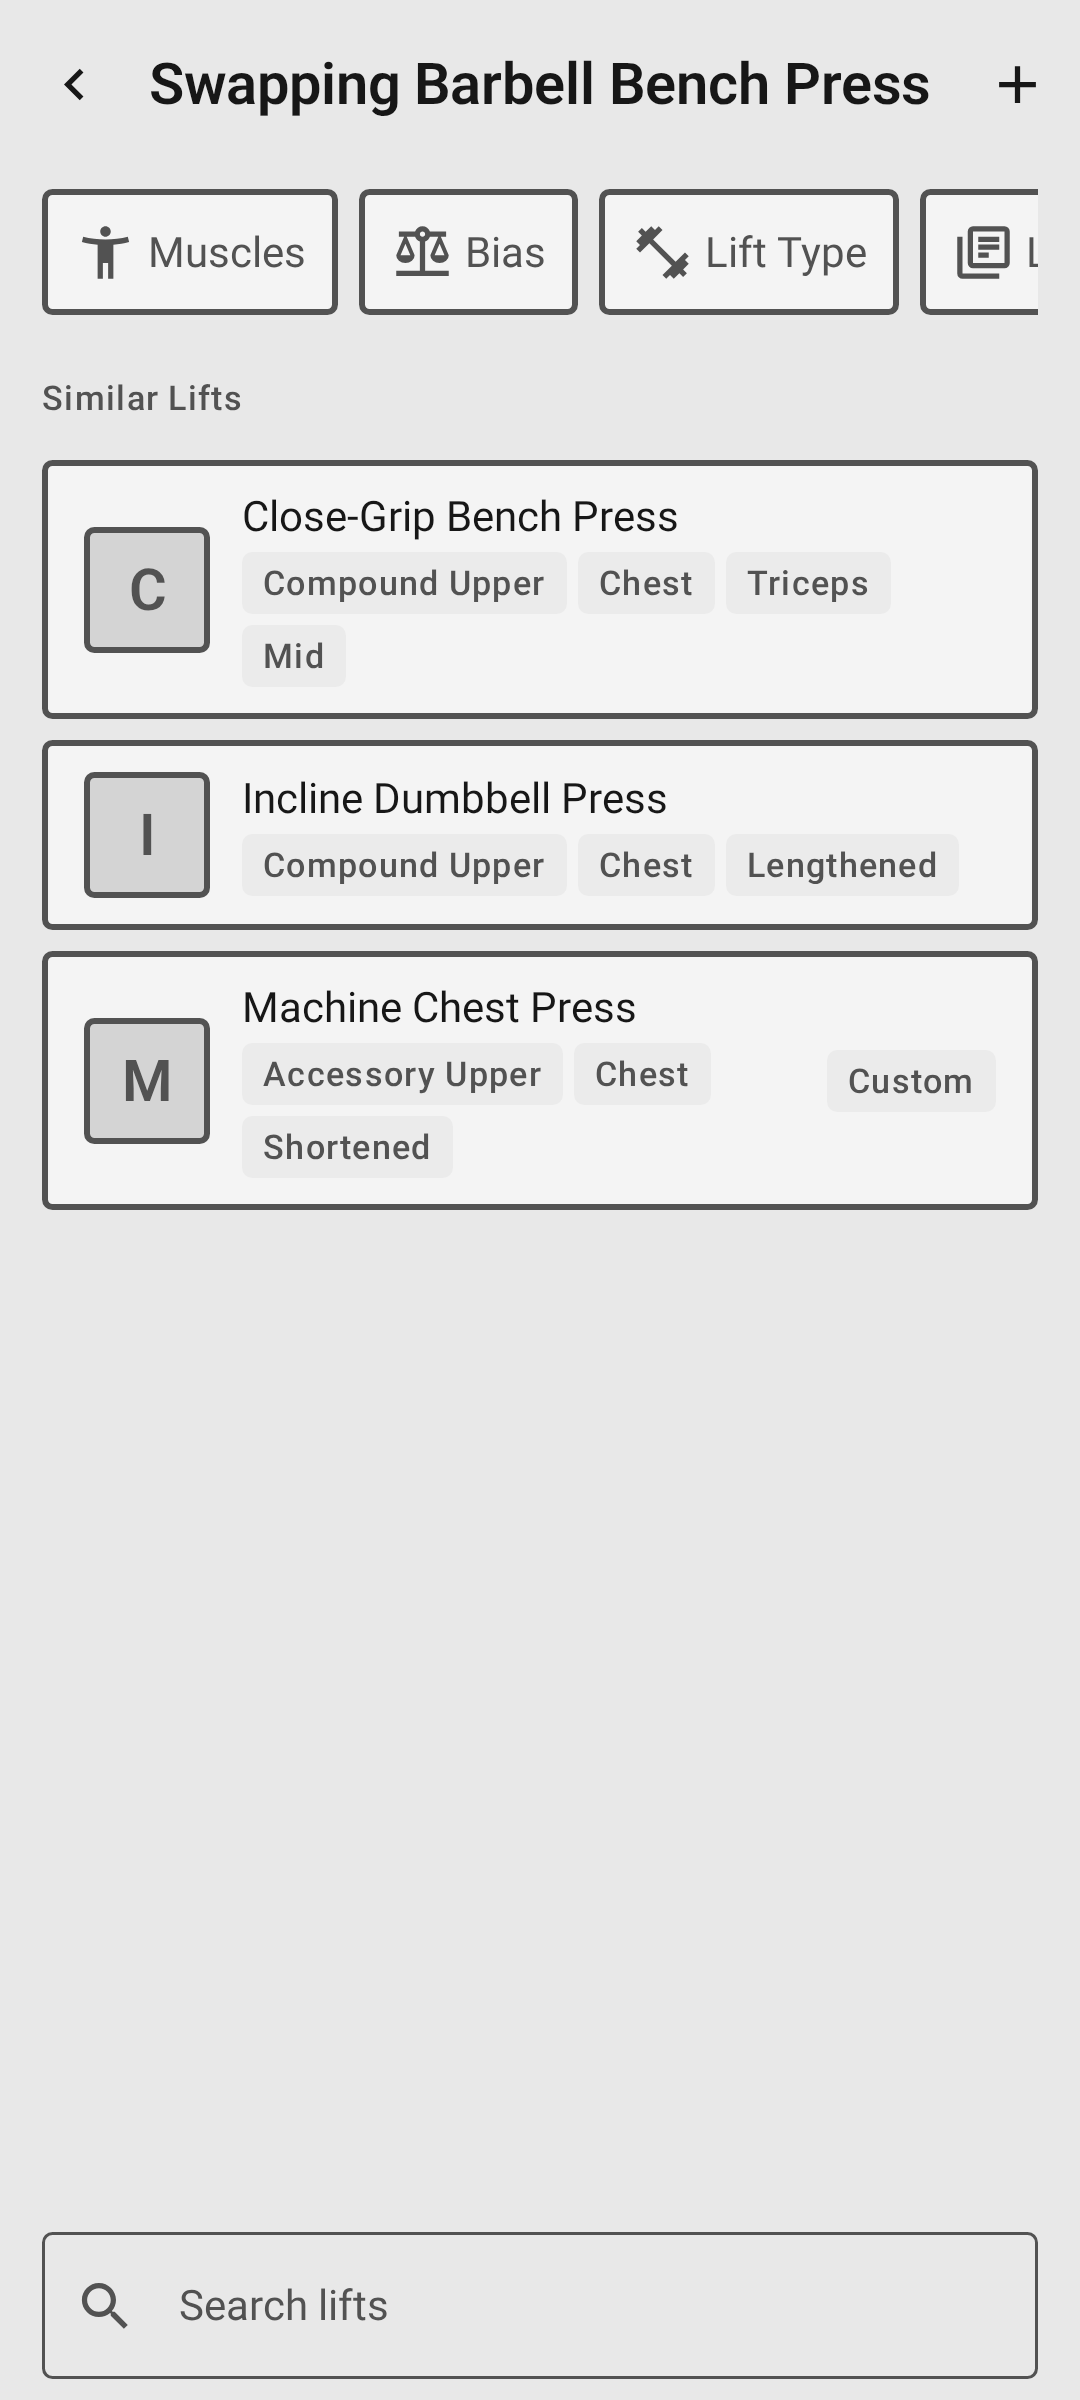 Swapping Barbell Bench Press
Muscles
Bias
Lift Type
L
Similar Lifts
C
Close-Grip Bench Press
Compound Upper
Chest
Triceps
Mid
I
Incline Dumbbell Press
Compound Upper
Chest
Lengthened
M
Machine Chest Press
Accessory Upper
Chest
Shortened
Custom
Search lifts